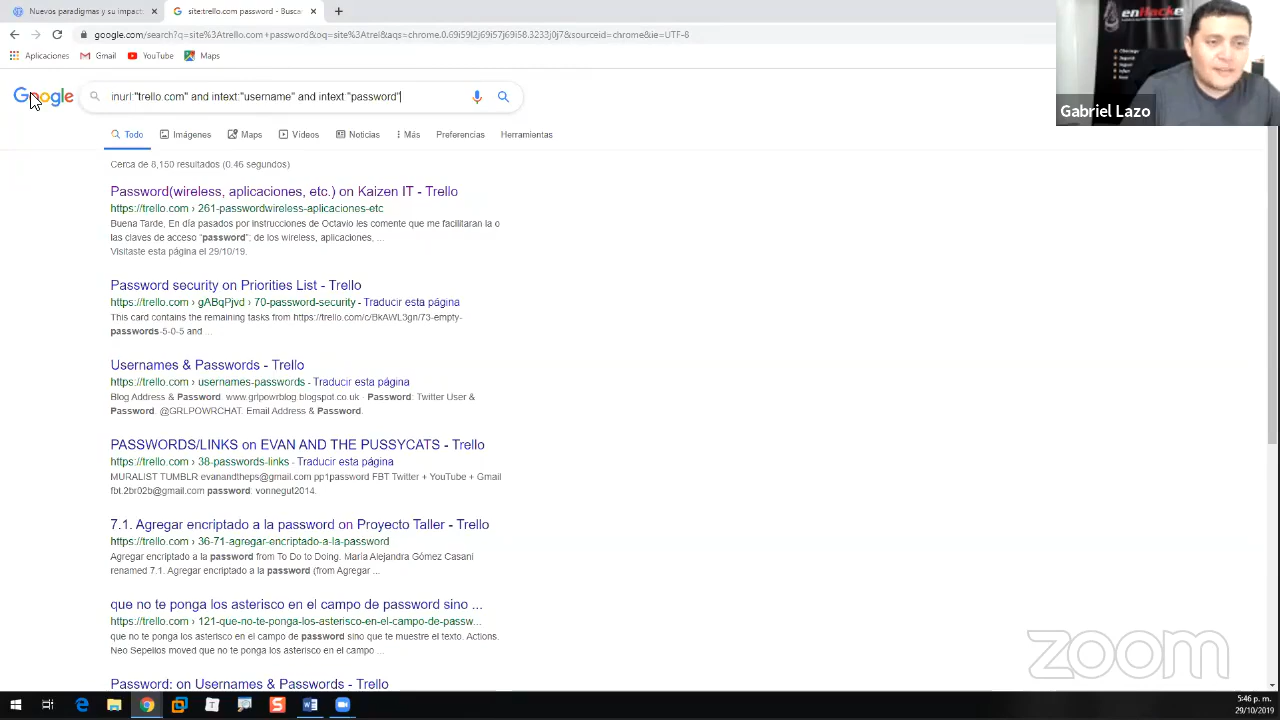 Nuevos paradigmas y su impact
site:trello.com password - Buscar
google.com/search?q=site%3Atrello.com+password&oq=site%3Atrel&aqs=
&sourceid=chrome&ie=UTF-8
Aplicaciones
Gmail
YouTube
Maps
enHacke
Gabriel Lazo
Google
inurl "trello.com" and intext:"username" and intext "password"
Todo
Imágenes
Maps
Vídeos
Noticias
Más
Preferencias
Herramientas
Cerca de 8,150 resultados (0.46 segundos)
Password(wireless, aplicaciones, etc.) on Kaizen IT - Trello
https://trello.com › 261-passwordwireless-aplicaciones-etc
Buena Tarde, En día pasados por instrucciones de Octavio les comente que me facilitaran la o
las claves de acceso "password"; de los wireless, aplicaciones, ...
Visitaste esta página el 29/10/19.
Password security on Priorities List - Trello
https://trello.com › gABqPjvd › 70-password-security - Traducir esta página
This card contains the remaining tasks from https://trello.com/c/BkAWL3gn/73-empty-
passwords-5-0-5 and ...
Usernames & Passwords - Trello
https://trello.com › usernames-passwords - Traducir esta página
Blog Address & Password. www.grlpowrblog.blogspot.co.uk · Password: Twitter User &
Password. @GRLPOWRCHAT. Email Address & Password.
PASSWORDS/LINKS on EVAN AND THE PUSSYCATS - Trello
https://trello.com › 38-passwords-links - Traducir esta página
MURALIST TUMBLR evanandtheps@gmail.com pp1password FBT Twitter + YouTube + Gmail
fbt.2br02b@gmail.com password: vonnegut2014.
7.1. Agregar encriptado a la password on Proyecto Taller - Trello
https://trello.com › 36-71-agregar-encriptado-a-la-password
Agregar encriptado a la password from To Do to Doing. María Alejandra Gómez Casani
renamed 7.1. Agregar encriptado a la password (from Agregar ...
que no te ponga los asterisco en el campo de password sino ...
https://trello.com › 121-que-no-te-ponga-los-asterisco-en-el-campo-de-passw...
que no te ponga los asterisco en el campo de password sino que te muestre el texto. Actions.
Neo Sepellos moved que no te ponga los asterisco en el campo de password ...
Password: on Usernames & Passwords - Trello
zoom
5:46 p. m.
29/10/2019